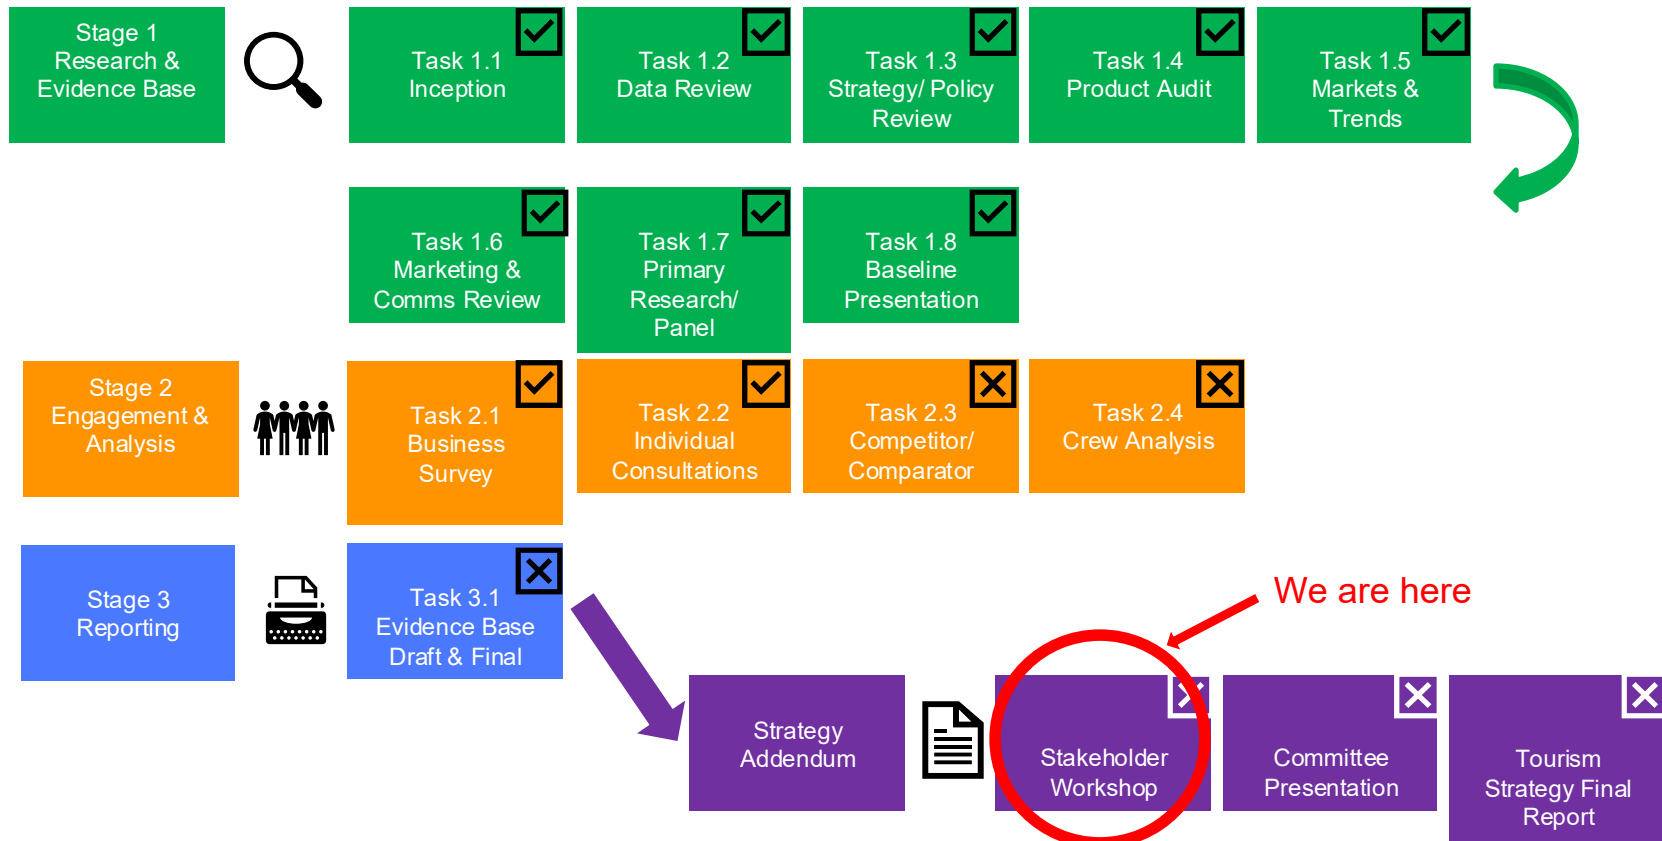 Stage 1
Research &
Evidence Base
Task 1.1
Inception
Task 1.2
Data Review
Task 1.3
Strategy/ Policy
Review
Task 1.4
Product Audit
Task 1.5
Markets &
Trends
Task 1.6
Marketing &
Comms Review
Task 1.7
Primary
Research/
Panel
Task 1.8
Baseline
Presentation
Stage 2
Engagement &
Analysis
Task 2.1
Business
Survey
Task 2.2
Individual
Consultations
Task 2.3
Competitor/
Comparator
Task 2.4
Crew Analysis
Stage 3
Reporting
Task 3.1
Evidence Base
Draft & Final
We are here
Strategy
Addendum
Stakeholder
Workshop
Committee
Presentation
Tourism
Strategy Final
Report